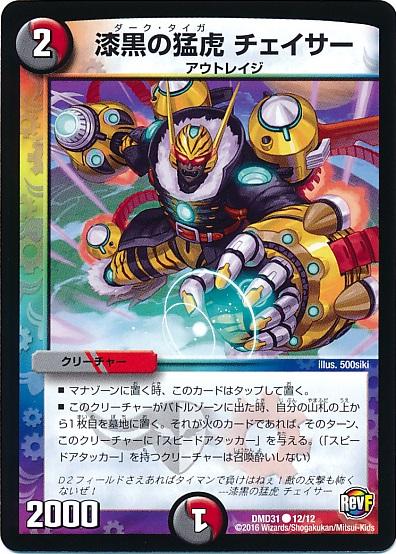 2
ダーク・タイガ
漆黒の猛虎 チェイサー
アウトレイジ
クリーチャー
illus. 500siki
■ マナゾーンに置く時、このカードはタップして置く。
■ このクリーチャーがバトルゾーンに出た時、自分の山札の上か
ら1枚目を墓地に置く。それが火のカードであれば、そのターン、
このクリーチャーに「スピードアタッカー」を与える。(「スピー
ドアタッカー」を持つクリーチャーは召喚酔いしない)
D2フィールドさえあればタイマンで負けはねぇ！敵の反撃も怖く
ないぜ！
---漆黒の猛虎 チェイサー
RevF
2000
1
DMD31 ● 12/12
©2016 Wizards/Shogakukan/Mitsui-Kids